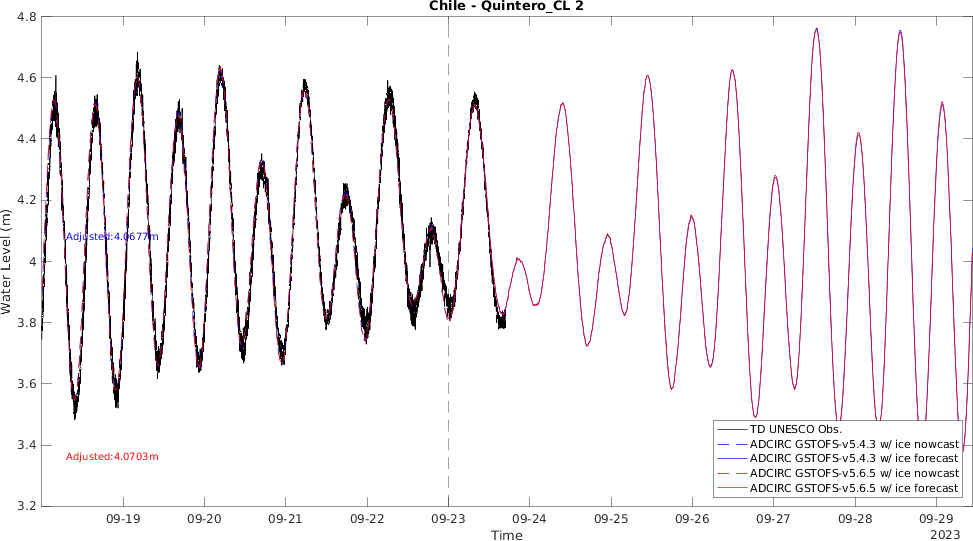 Chile - Quintero_CL 2
4.8
4.6
4.4
4.2
4
3.8
3.6
3.4
3.2
Water Level (m)
Adjusted:4.0677m
Adjusted:4.0703m
TD UNESCO Obs.
ADCIRC GSTOFS-v5.4.3 w/ ice nowcast
ADCIRC GSTOFS-v5.4.3 w/ ice forecast
ADCIRC GSTOFS-v5.6.5 w/ ice nowcast
ADCIRC GSTOFS-v5.6.5 w/ ice forecast
09-19 09-20 09-21 09-22 09-23 09-24 09-25 09-26 09-27 09-28 09-29
2023
Time